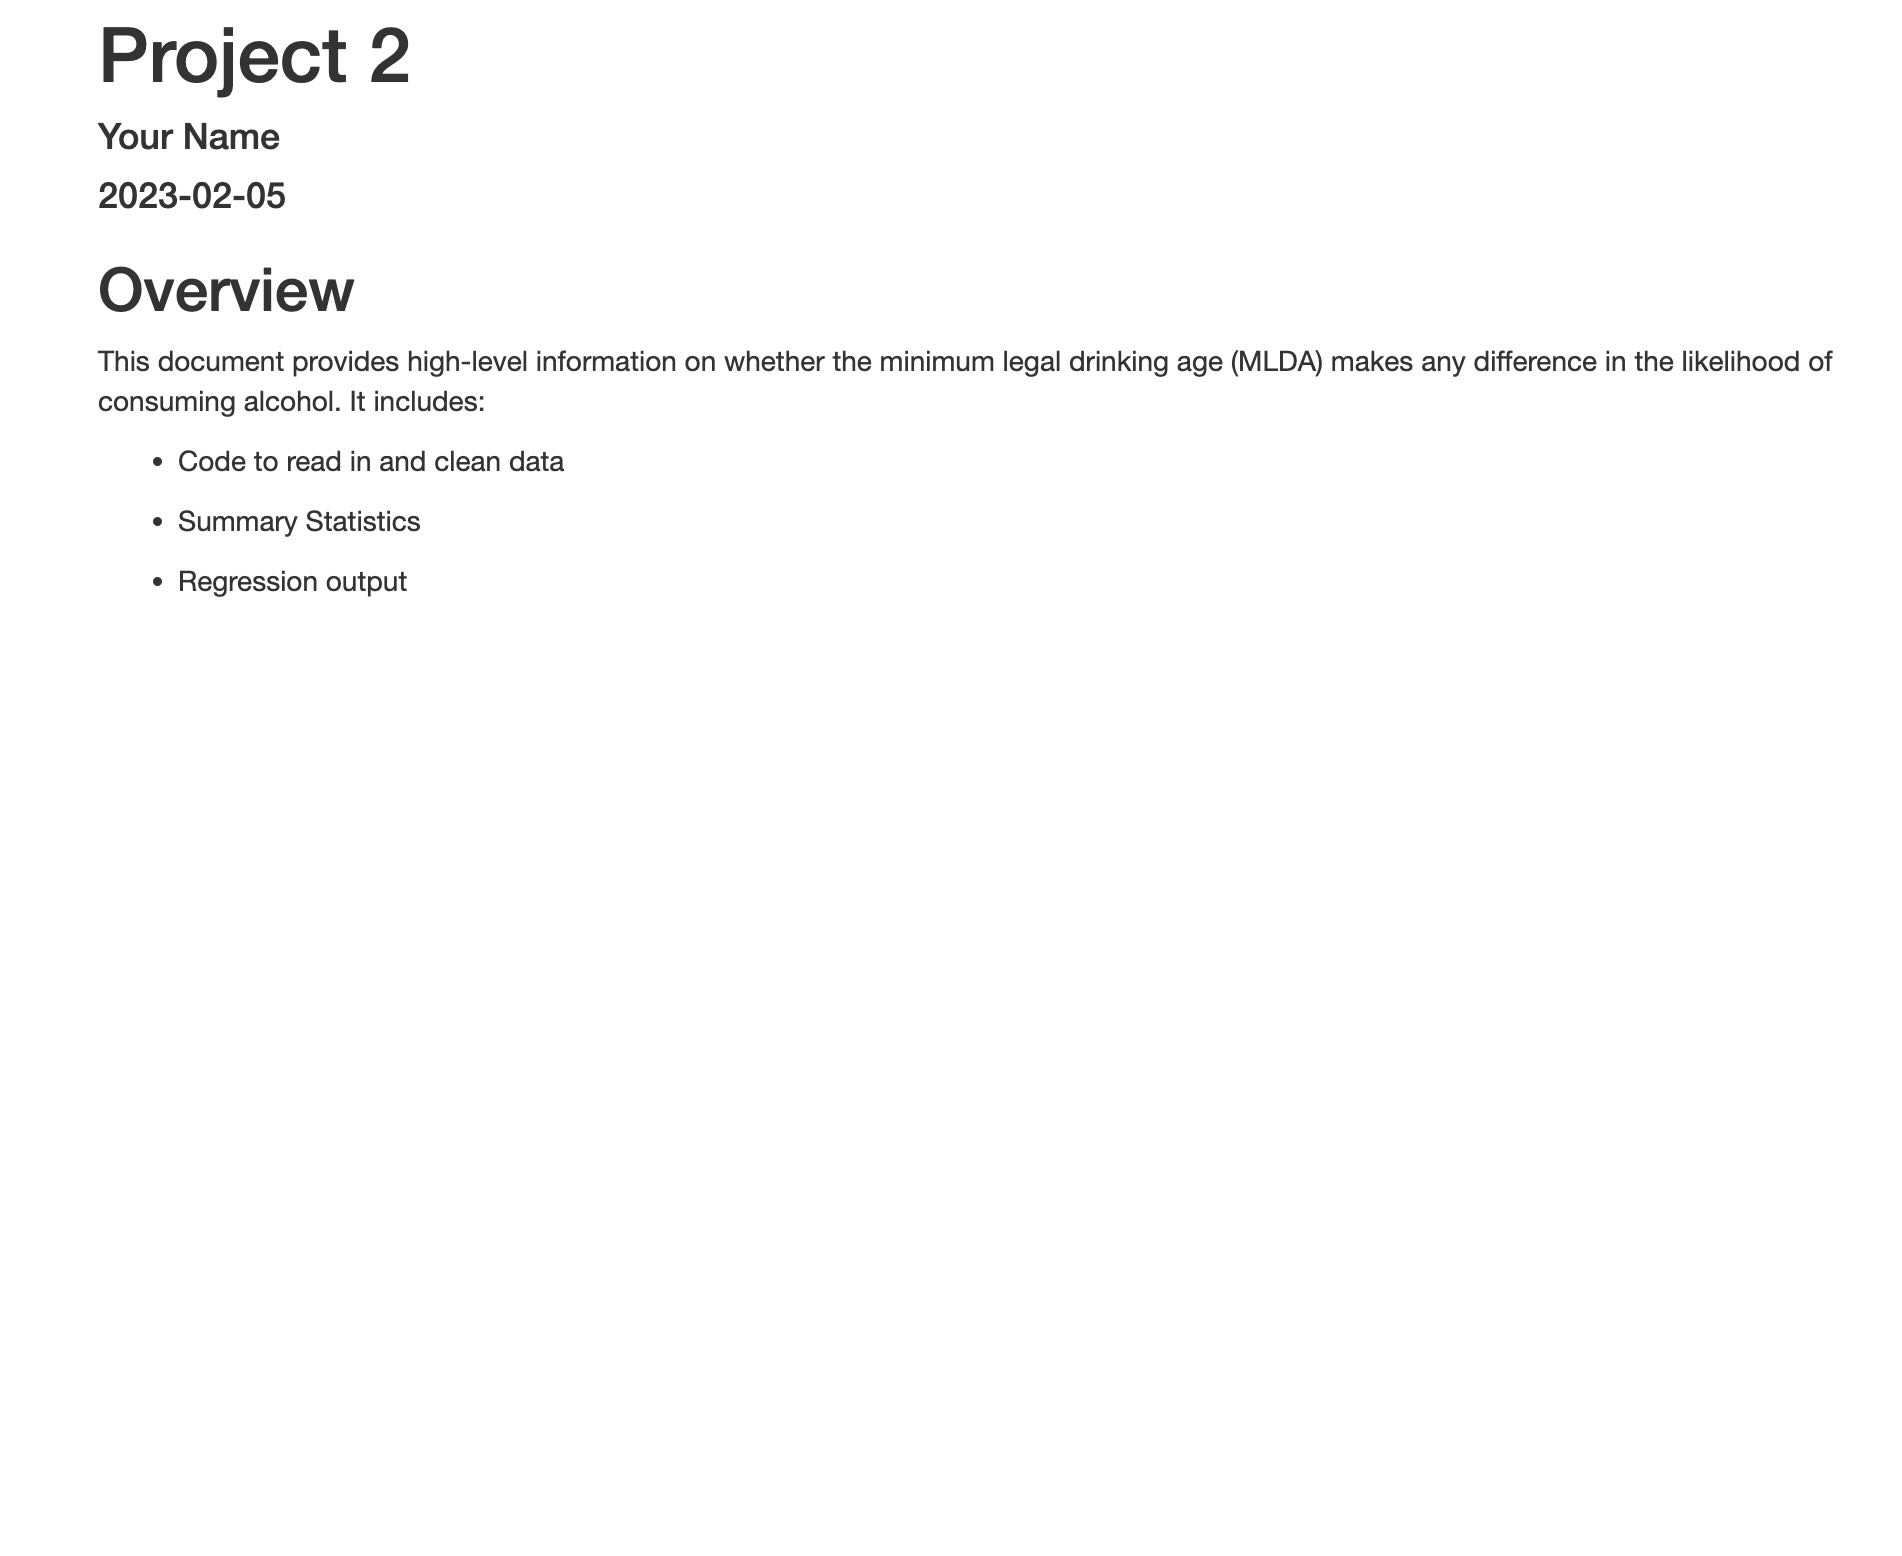 Project 2
Your Name
2023-02-05
Overview
This document provides high-level information on whether the minimum legal drinking age (MLDA) makes any difference in the likelihood of
consuming alcohol. It includes:
• Code to read in and clean data
• Summary Statistics
• Regression output